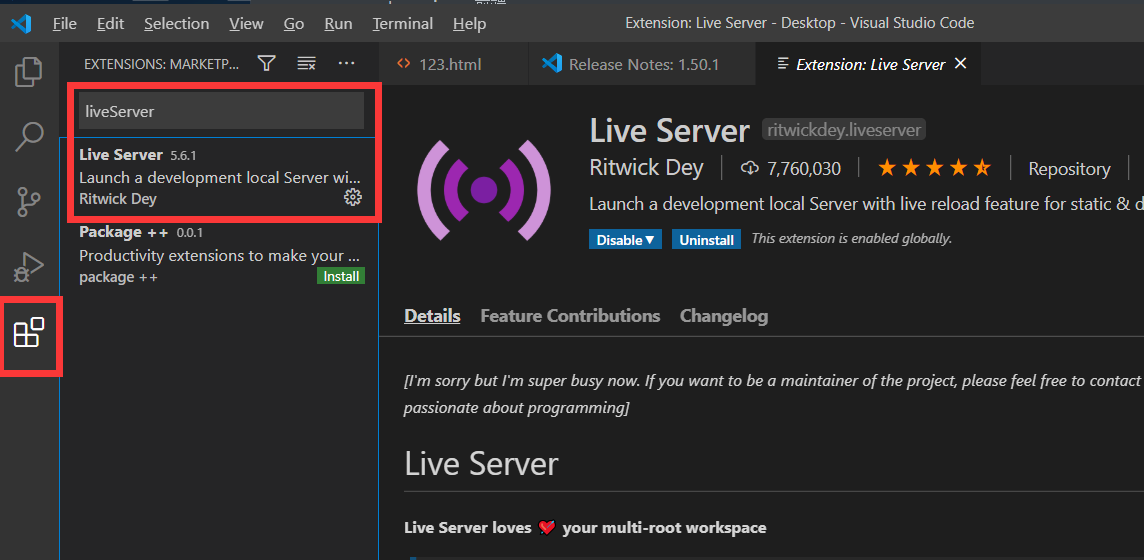 File Edit Selection View Go Run Terminal Help Extension: Live Server - Desktop - Visual Studio Code
EXTENSIONS: MARKETP...
123.html
Release Notes: 1.50.1
Extension: Live Server
liveServer
Live Server 5.6.1
Launch a development local Server wi...
Ritwick Dey
Package ++ 0.0.1
Productivity extensions to make your ...
package ++
Install
Live Server ritwickdey.liveserver
Ritwick Dey 7,760,030 Repository
Launch a development local Server with live reload feature for static & d
Disable Uninstall This extension is enabled globally.
Details Feature Contributions Changelog
[I'm sorry but I'm super busy now. If you want to be a maintainer of the project, please feel free to contact
passionate about programming]
Live Server
Live Server loves 💘 your multi-root workspace